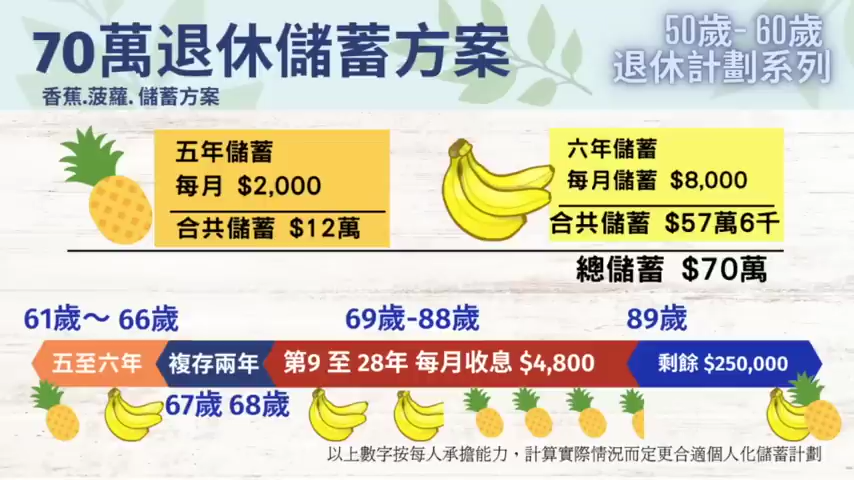 70萬退休儲蓄方案
香蕉.菠蘿. 儲蓄方案
50歲- 60歲
退休計劃系列
五年儲蓄
每月 $2,000
合共儲蓄 $12萬
六年儲蓄
每月儲蓄 $8,000
合共儲蓄 $57萬6千
總儲蓄 $70萬
61歲～ 66歲
69歲-88歲
89歲
五至六年
複存兩年
第9 至 28年 每月收息 $4,800
剩餘 $250,000
67歲 68歲
以上數字按每人承擔能力，計算實際情況而定更合適個人化儲蓄計劃